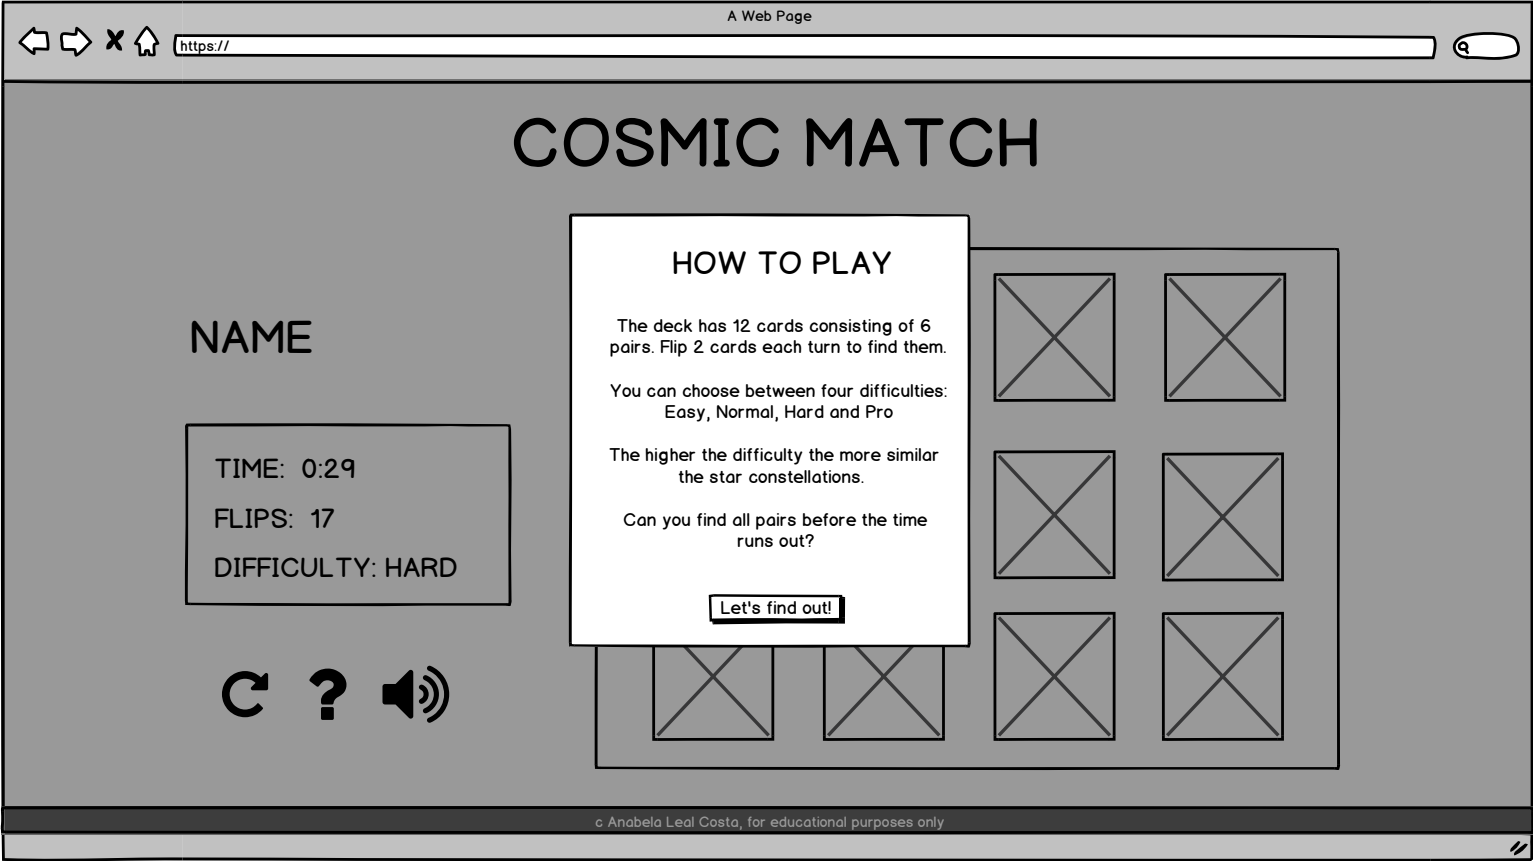 A Web Page
https://
COSMIC MATCH
HOW TO PLAY
The deck has 12 cards consisting of 6
pairs. Flip 2 cards each turn to find them.
You can choose between four difficulties:
Easy, Normal, Hard and Pro
The higher the difficulty the more similar
the star constellations.
Can you find all pairs before the time
runs out?
Let's find out!
NAME
TIME: 0:29
FLIPS: 17
DIFFICULTY: HARD
c Anabela Leal Costa, for educational purposes only